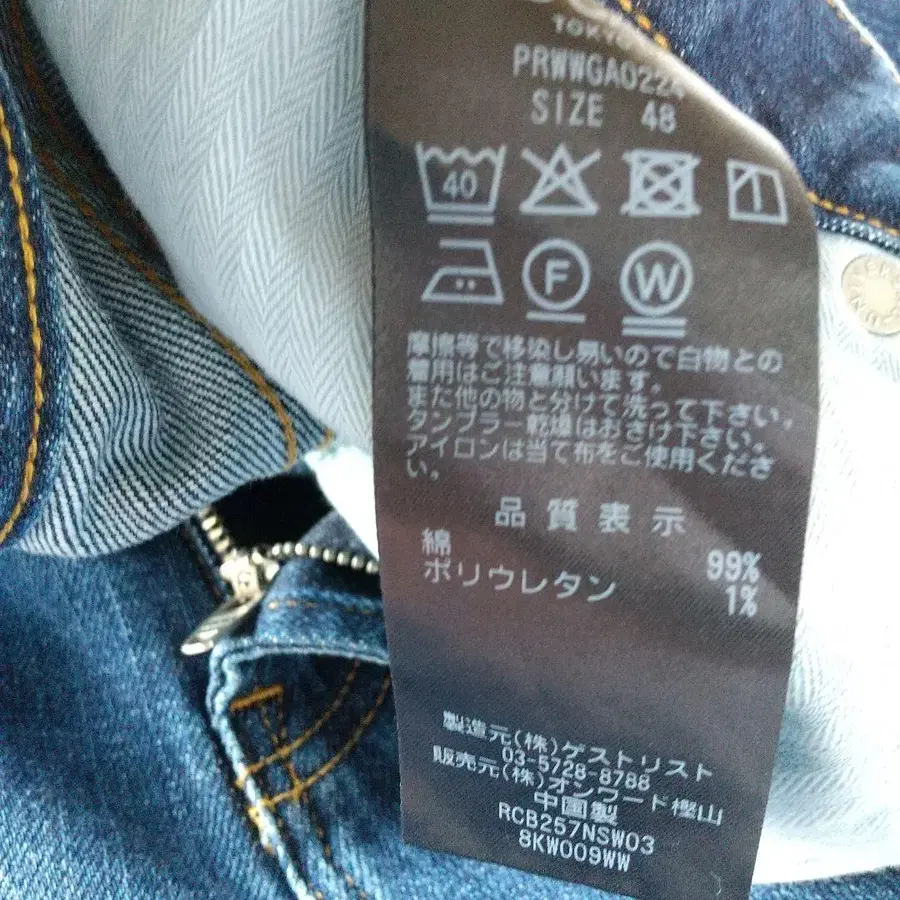 TOKYO
PRWWGA0224
SIZE 48
40
F W
摩擦等で移染し易いので白物との
着用はご注意願います。
また他の物と分けて洗って下さい。
タンブラー乾燥はおさけ下さい。
アイロンは当て布をご使用くださ
い。
品質表示
綿 99%
ポリウレタン 1%
製造元(株)ゲストリスト
03-5728-8788
販売元(株)オンワード樫山
中国製
RCB257NSW03
8KW009WW